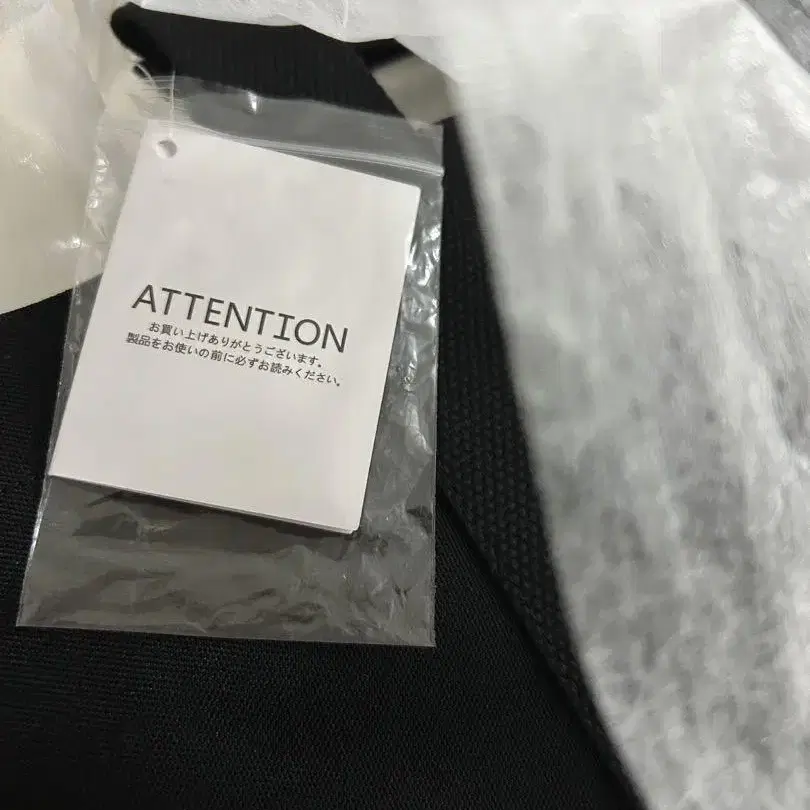 ATTENTION
お買い上げありがとうございます。
製品をお使いの前に必ずお読みください。